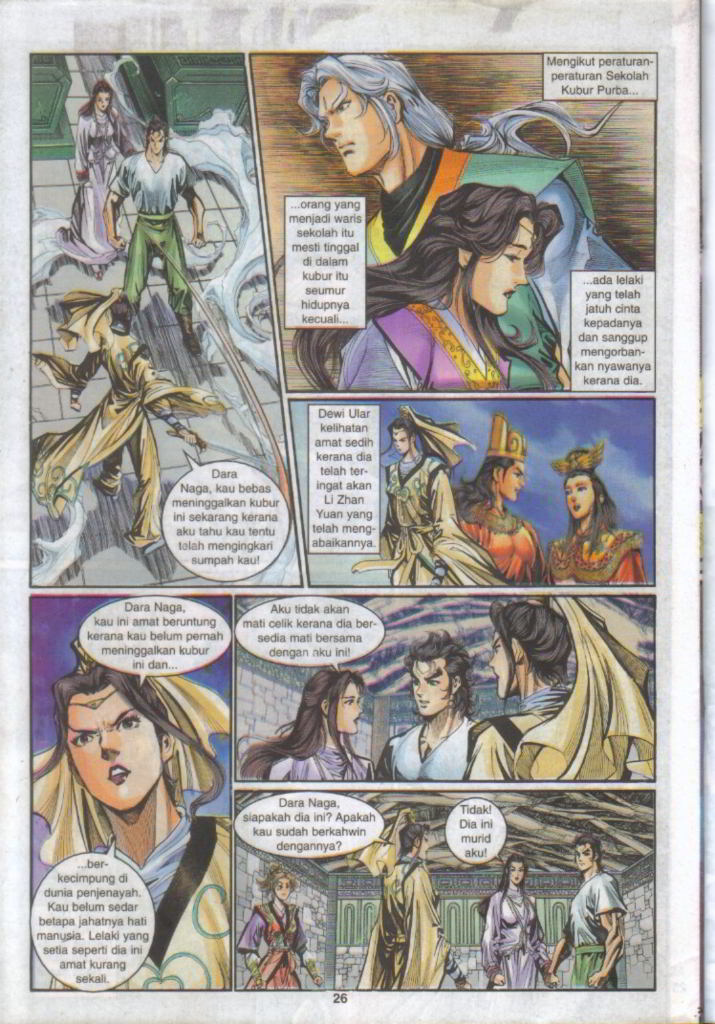 Mengikut peraturan-
peraturan Sekolah
Kubur Purba...
...orang yang
menjadi waris
sekolah itu
mesti tinggal
di dalam
kubur itu
seumur
hidupnya
kecuali...
...ada lelaki
yang telah
jatuh cinta
kepadanya
dan sanggup
mengorban-
kan nyawanya
kerana dia.
Dara
Naga, kau bebas
meninggalkan kubur
ini sekarang kerana
aku tahu kau tentu
telah mengingkari
sumpah kau!
Dewi Ular
kelihatan
amat sedih
kerana dia
telah ter-
ingat akan
Li Zhan
Yuan yang
telah meng-
abaikannya.
Dara Naga,
kau ini amat beruntung
kerana kau belum pernah
meninggalkan kubur
ini dan...
...ber-
kecimpung di
dunia penjenayah.
Kau belum sedar
betapa jahatnya hati
manusia. Lelaki yang
setia seperti dia ini
amat kurang
sekali.
Aku tidak akan
mati celik kerana dia ber-
sedia mati bersama
dengan aku ini!
Dara Naga,
siapakah dia ini? Apakah
kau sudah berkahwin
dengannya?
Tidak!
Dia ini
murid
aku!
26